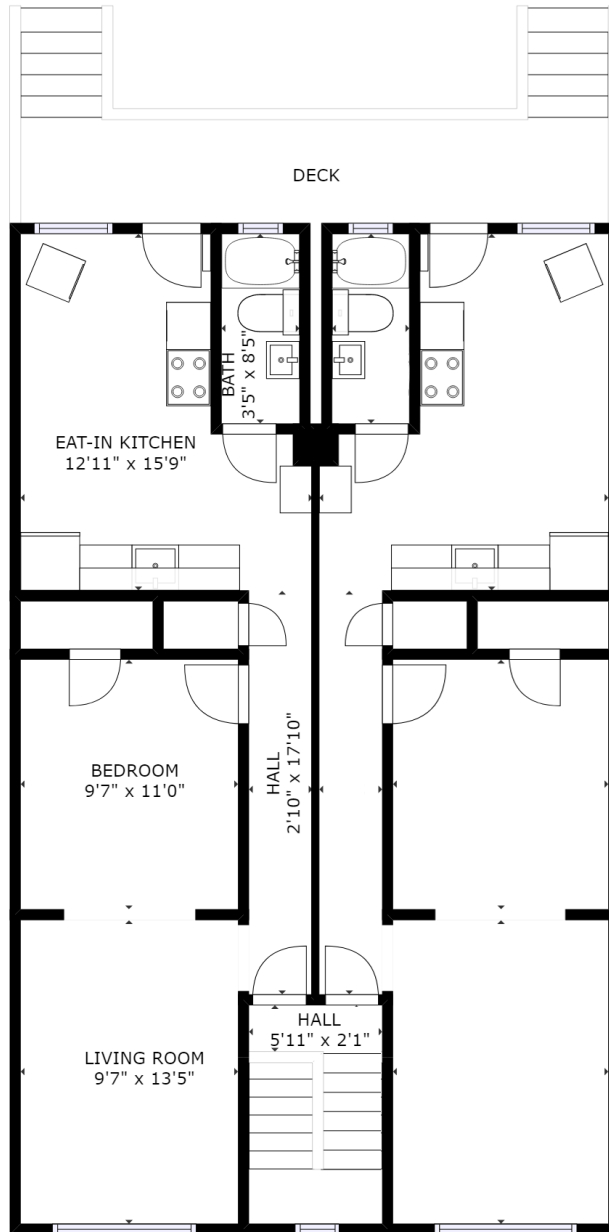 DECK
BATH
3'5" x 8'5"
EAT-IN KITCHEN
12'11" x 15'9"
BEDROOM
9'7" x 11'0"
HALL
2'10" x 17'10"
HALL
5'11" x 2'1"
LIVING ROOM
9'7" x 13'5"